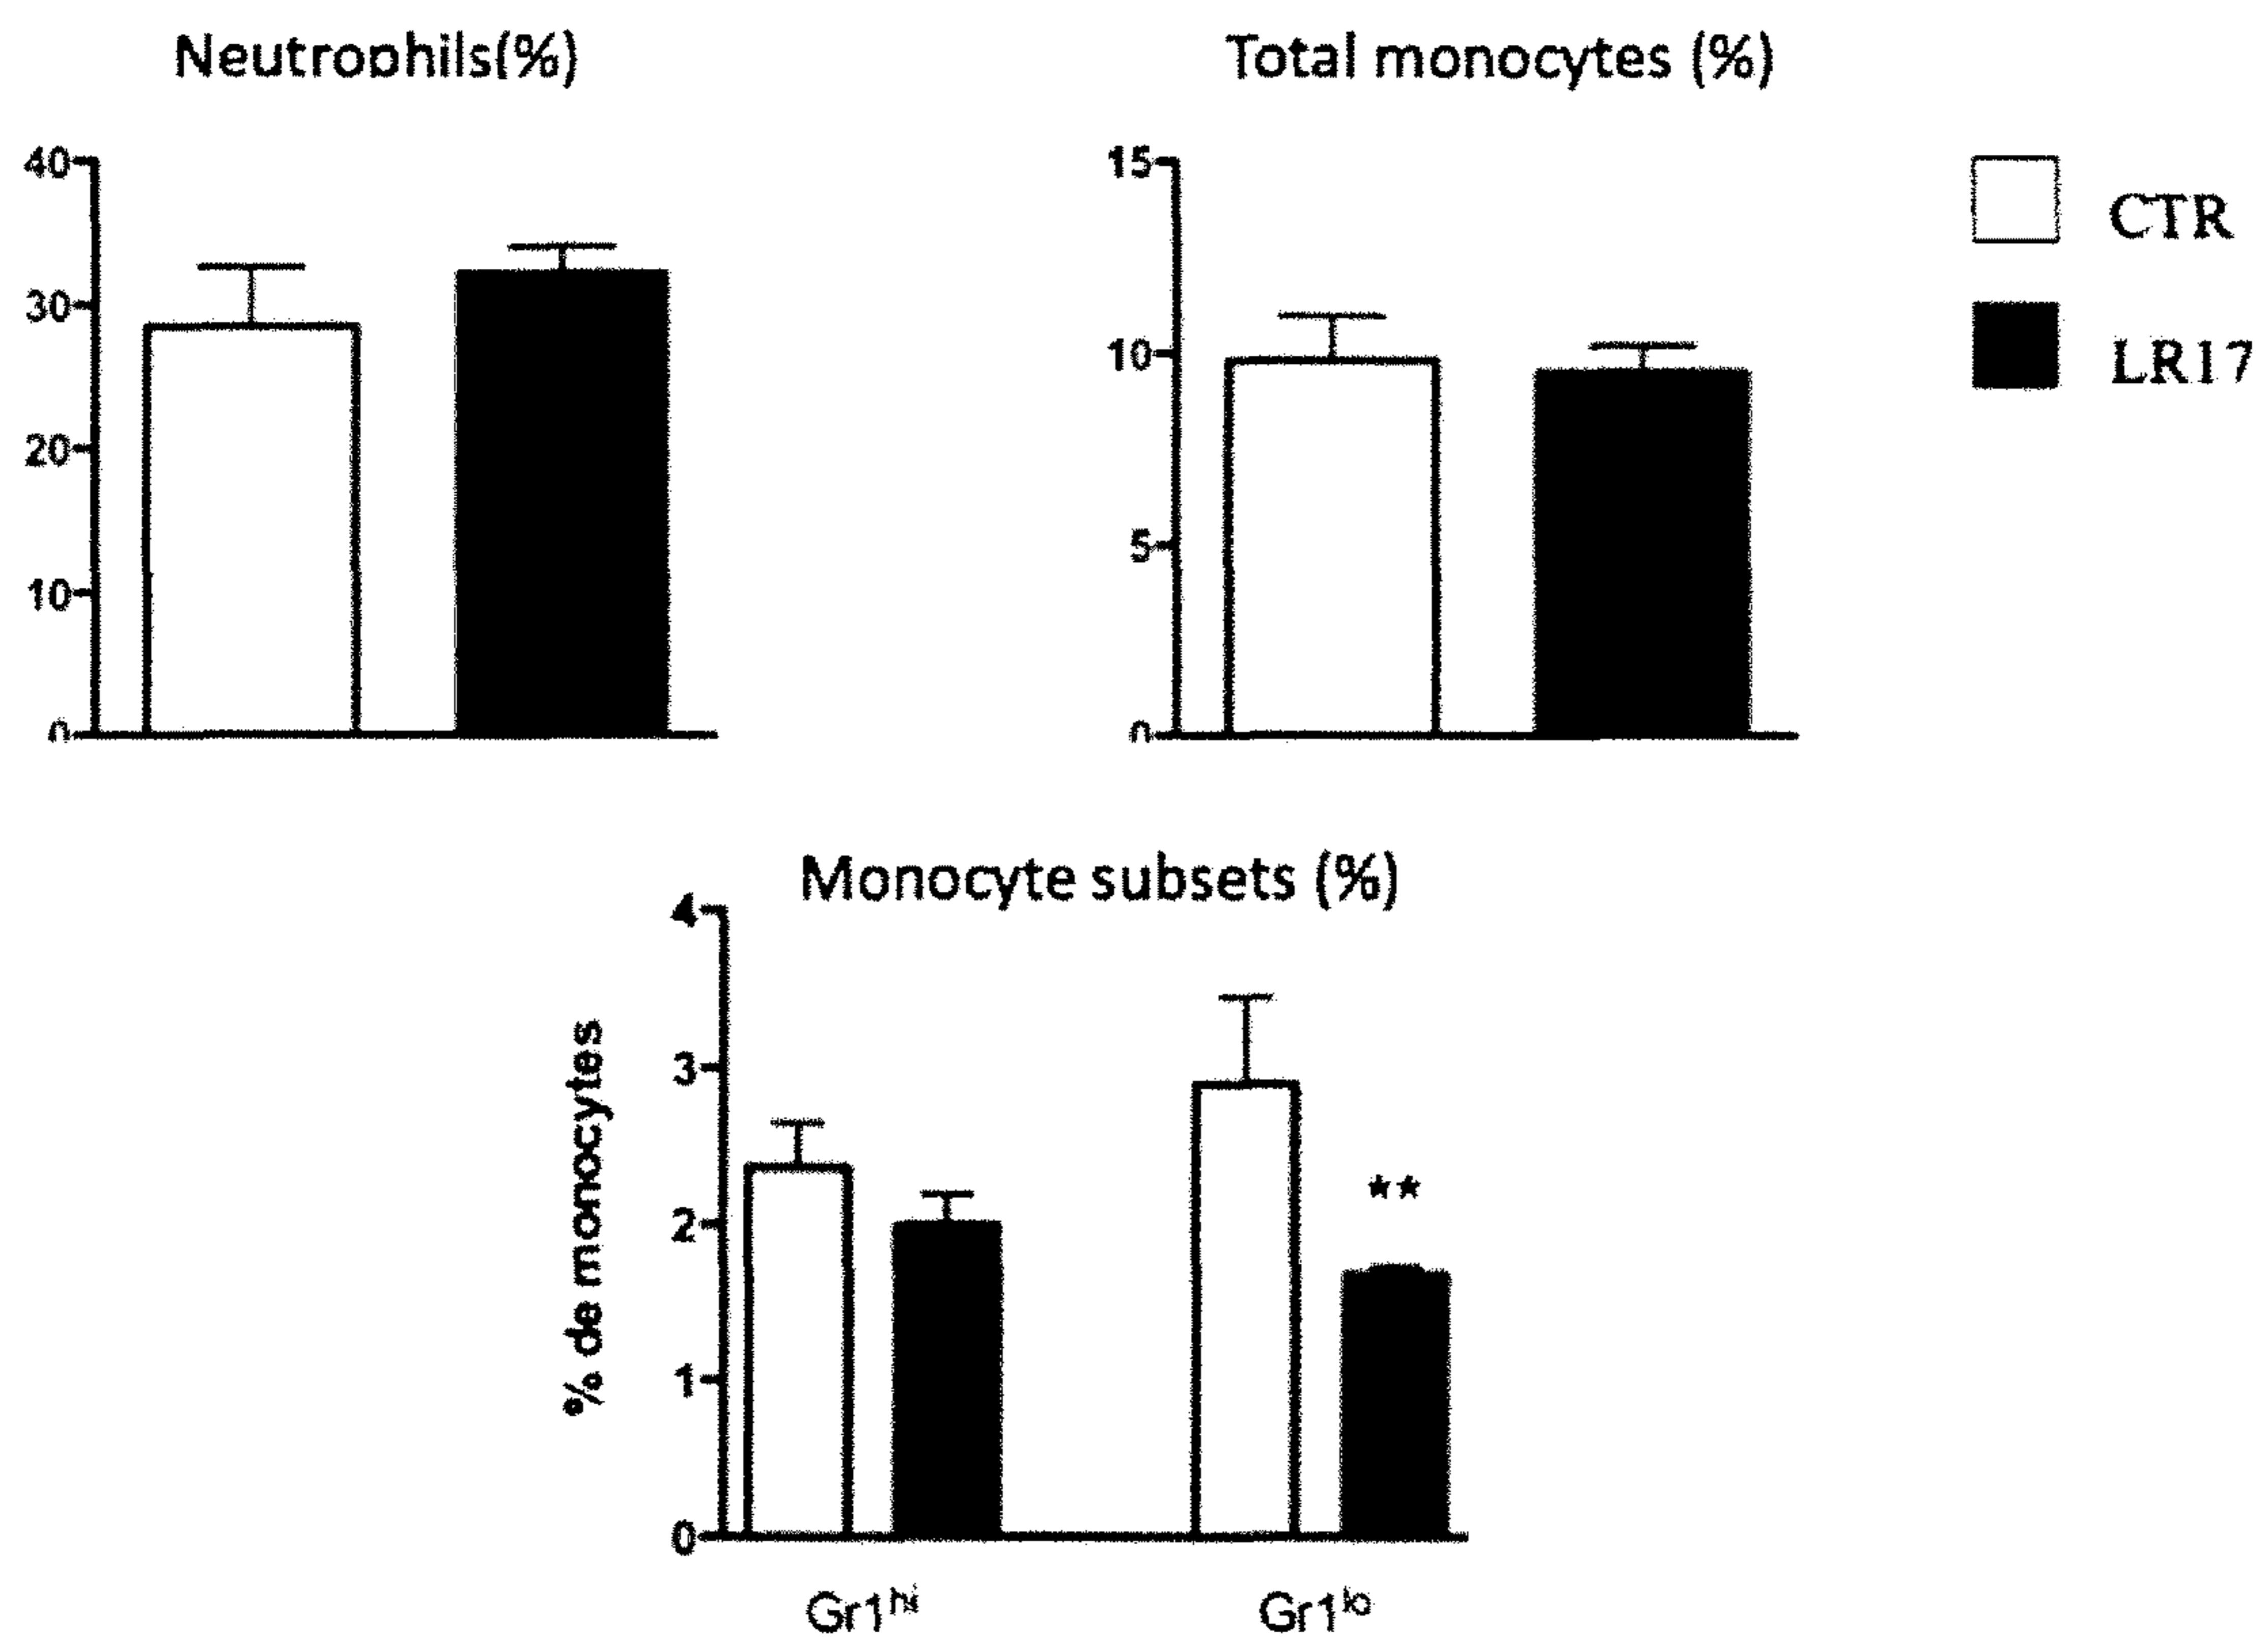 Neutrophils(%)
40
30
20
10
0
Total monocytes (%)
15
10
5
0
CTR
LR17
Monocyte subsets (%)
% de monocytes
4
3
2
1
0
**
Gr1hi
Gr1lo